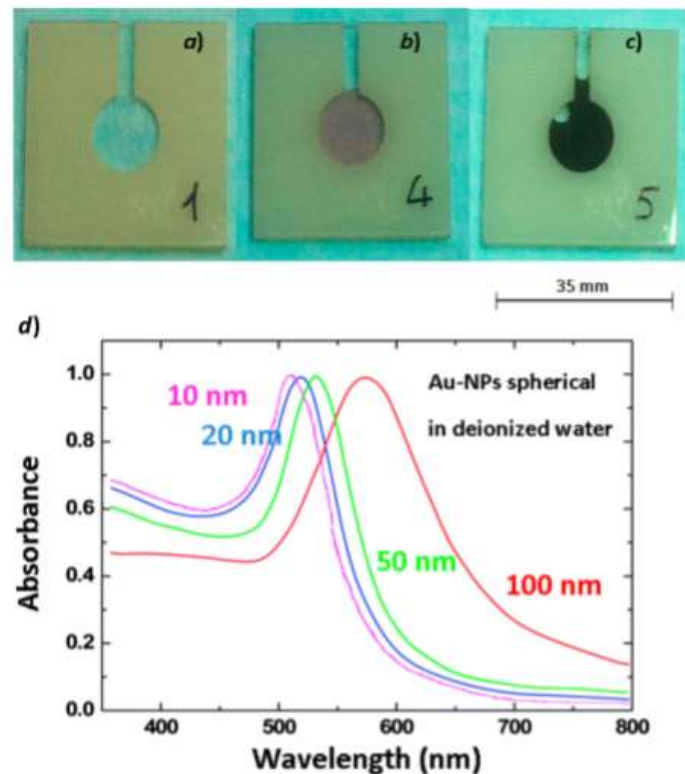 a)
b)
c)
1
4
5
35 mm
d)
1.0
0.8
0.6
0.4
0.2
0.0
Absorbance
10 nm
20 nm
50 nm
100 nm
Au-NPs spherical
in deionized water
400 500 600 700 800
Wavelength (nm)